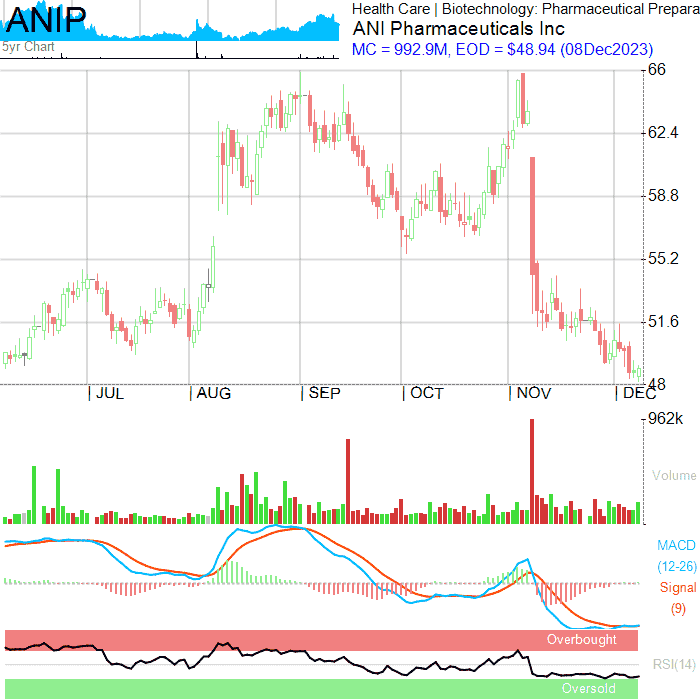 ANIP
5yr Chart
Health Care | Biotechnology: Pharmaceutical Prepara
ANI Pharmaceuticals Inc
MC = 992.9M, EOD = $48.94 (08Dec2023)
66
62.4
58.8
55.2
51.6
48
JUL AUG SEP OCT NOV DEC
962k
Volume
MACD
(12-26)
Signal
(9)
Overbought
RSI(14)
Oversold